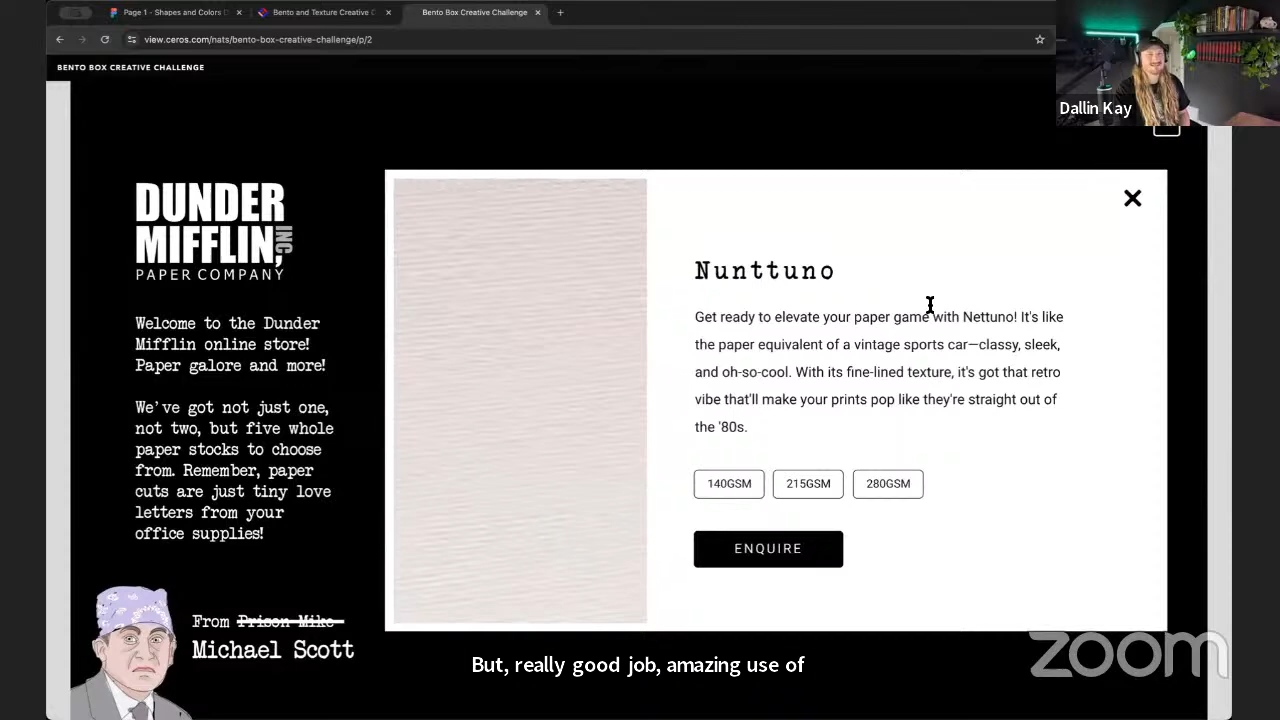 Page 1 - Shapes and Colors
Bento and Texture Creative
Bento Box Creative Challenge
view.ceros.com/nats/bento-box-creative-challenge/p/2
BENTO BOX CREATIVE CHALLENGE
Dallin Kay
DUNDER
MIFFLIN, INC
PAPER COMPANY
Welcome to the Dunder
Mifflin online store!
Paper galore and more!
We've got not just one,
not two, but five whole
paper stocks to choose
from. Remember, paper
cuts are just tiny love
letters from your
office supplies!
From Prison Mike
Michael Scott
Nunttuno
Get ready to elevate your paper game with Nettuno! It's like
the paper equivalent of a vintage sports car—classy, sleek,
and oh-so-cool. With its fine-lined texture, it's got that retro
vibe that'll make your prints pop like they're straight out of
the '80s.
140GSM 215GSM 280GSM
ENQUIRE
But, really good job, amazing use of
zoom